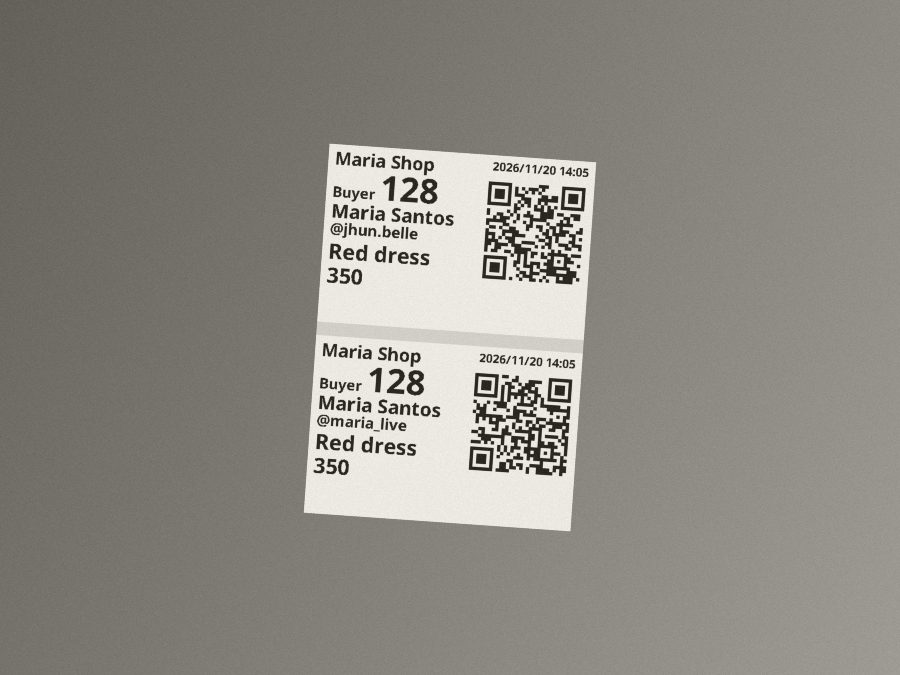 Maria Shop
2026/11/20 14:05
Buyer 128
Maria Santos
@jhun.belle
Red dress
350
Maria Shop
2026/11/20 14:05
Buyer 128
Maria Santos
@maria_live
Red dress
350